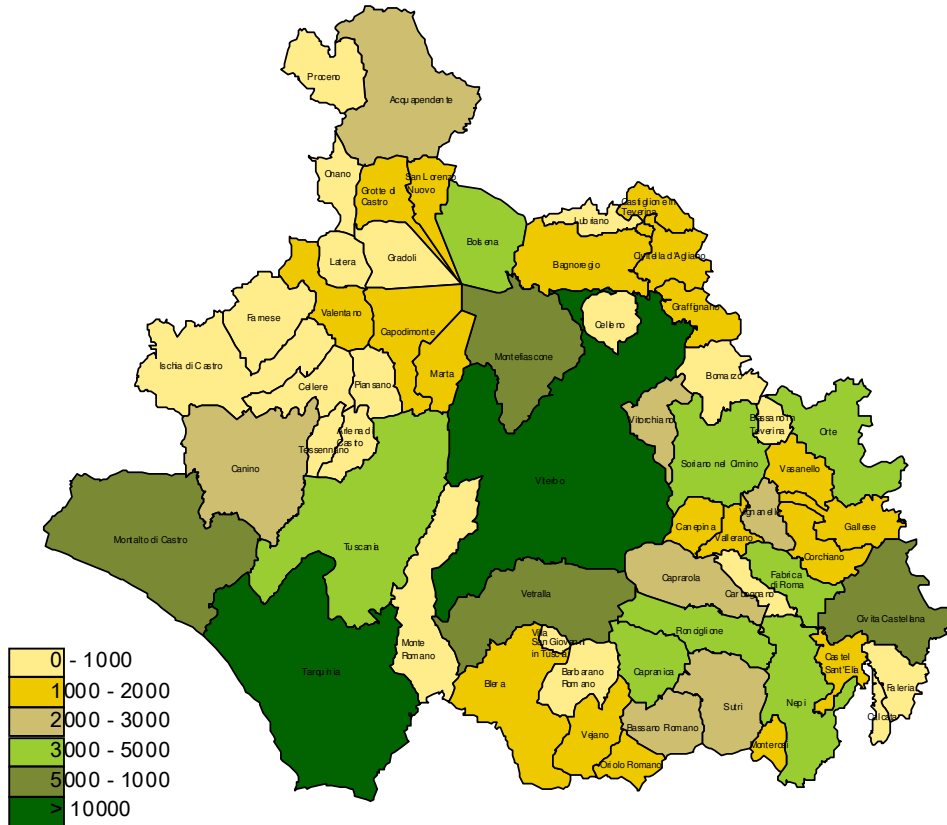 Proceno
Acquapendente
Onano
Grotte di
Castro
San Lorenzo
Nuovo
Bolsena
Lubriano
Castiglione in
Teverina
Civitella d'Agliano
Bagnoregio
Latera
Gradoli
Graffignano
Celleno
Valentano
Farnese
Capodimonte
Montefiascone
Ischia di Castro
Cellere
Piansano
Marta
Bomarzo
Vitorchiano
Bassano in
Teverina
Orte
Arlena di
Castro
Tessennano
Canino
Soriano nel Cimino
Vasanello
Viterbo
Vignanello
Canepina
Vallerano
Gallese
Corchiano
Montalto di Castro
Tuscania
Caprarola
Carbognano
Fabrica
di Roma
Vetralla
Civita Castellana
Ronciglione
Villa
San Giovanni
in Tuscia
Monte
Romano
Tarquinia
Blera
Barbarano
Romano
Capranica
Castel
Sant'Elia
Faleria
Nepi
Sutri
Calcata
Bassano Romano
Vejano
Monterosi
Oriolo Romano
0 - 1000
1000 - 2000
2000 - 3000
3000 - 5000
5000 - 1000
> 10000